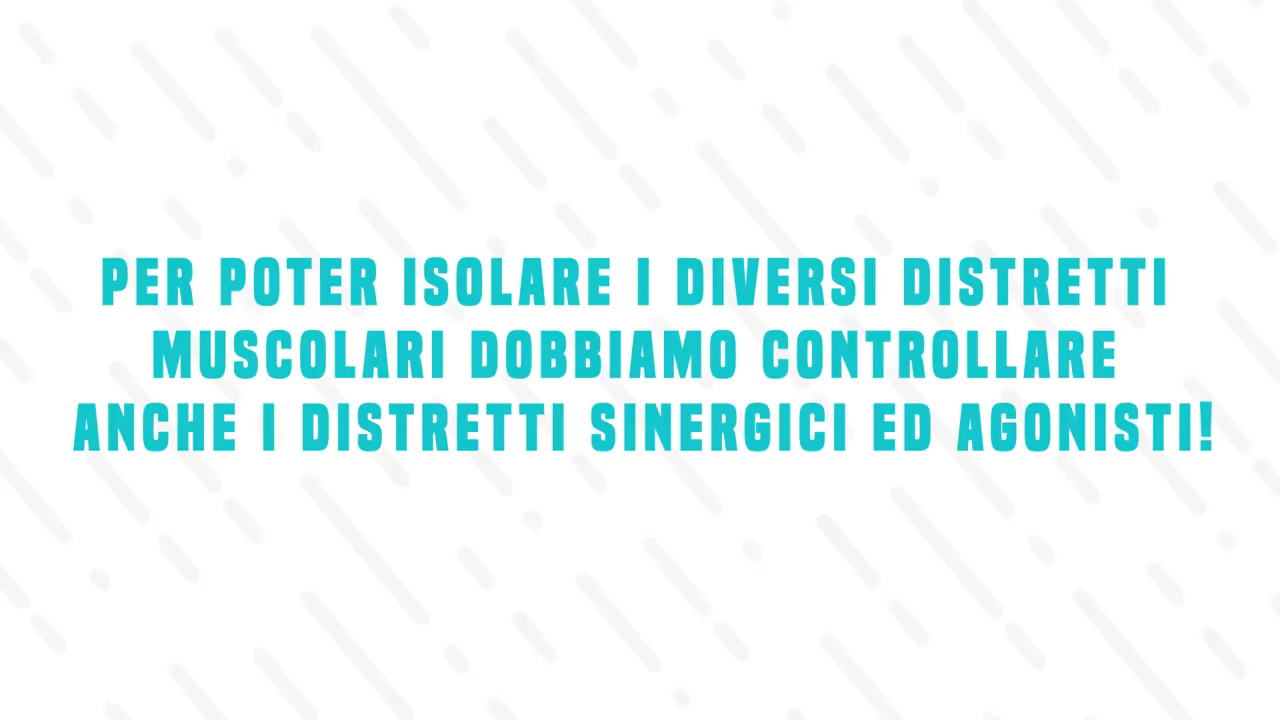 PER POTER ISOLARE I DIVERSI DISTRETTI
MUSCOLARI DOBBIAMO CONTROLLARE
ANCHE I DISTRETTI SINERGICI ED AGONISTI!